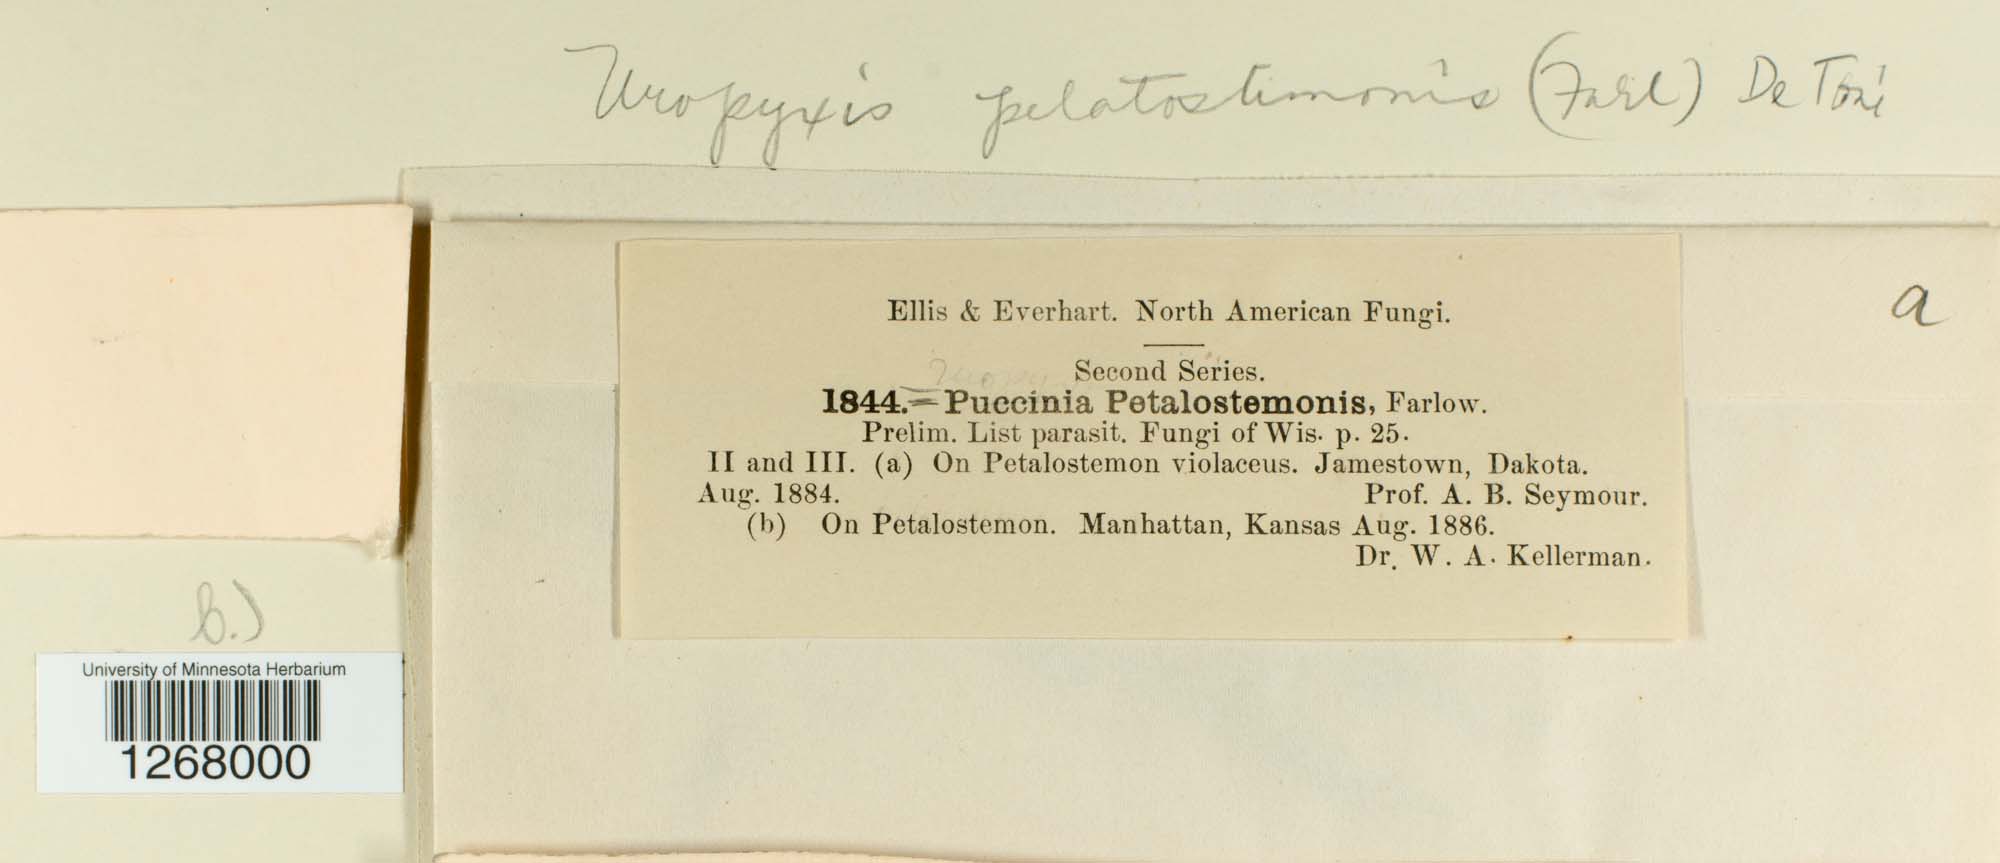 Uropyxis petalostimonis (Farl) De Toni
Ellis & Everhart. North American Fungi.
a
Second Series.
1844.—Puccinia Petalostemonis, Farlow.
Prelim. List parasit. Fungi of Wis. p. 25.
II and III. (a) On Petalostemon violaceus. Jamestown, Dakota.
Aug. 1884. Prof. A. B. Seymour.
(b) On Petalostemon. Manhattan, Kansas Aug. 1886.
Dr. W. A. Kellerman.
b.)
University of Minnesota Herbarium
1268000